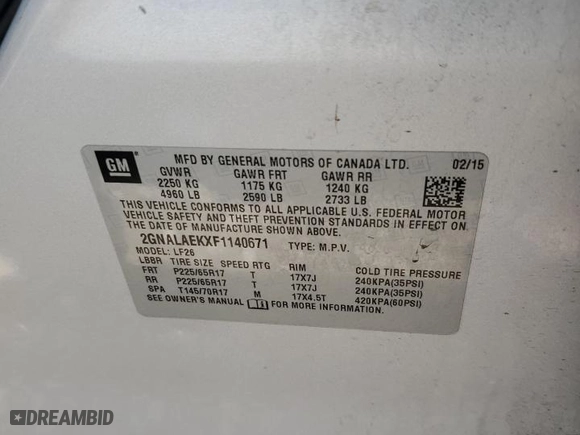 GM
MFD BY GENERAL MOTORS OF CANADA LTD. 02/15
GVWR GAWR FRT GAWR RR
2250 KG 1175 KG 1240 KG
4960 LB 2590 LB 2733 LB
THIS VEHICLE CONFORMS TO ALL APPLICABLE U.S. FEDERAL MOTOR
VEHICLE SAFETY AND THEFT PREVENTION STANDARDS IN EFFECT ON
THE DATE OF MANUFACTURE SHOWN ABOVE.
2GNALAEKXF1140671 TYPE: M.P.V.
MODEL: LF26
LBBR TIRE SIZE SPEED RTG RIM COLD TIRE PRESSURE
FRT P225/65R17 T 17X7J 240KPA(35PSI)
RR P225/65R17 T 17X7J 240KPA(35PSI)
SPA T145/70R17 M 17X4.5T 420KPA(60PSI)
SEE OWNER'S MANUAL FOR MORE INFORMATION.
DREAMBID